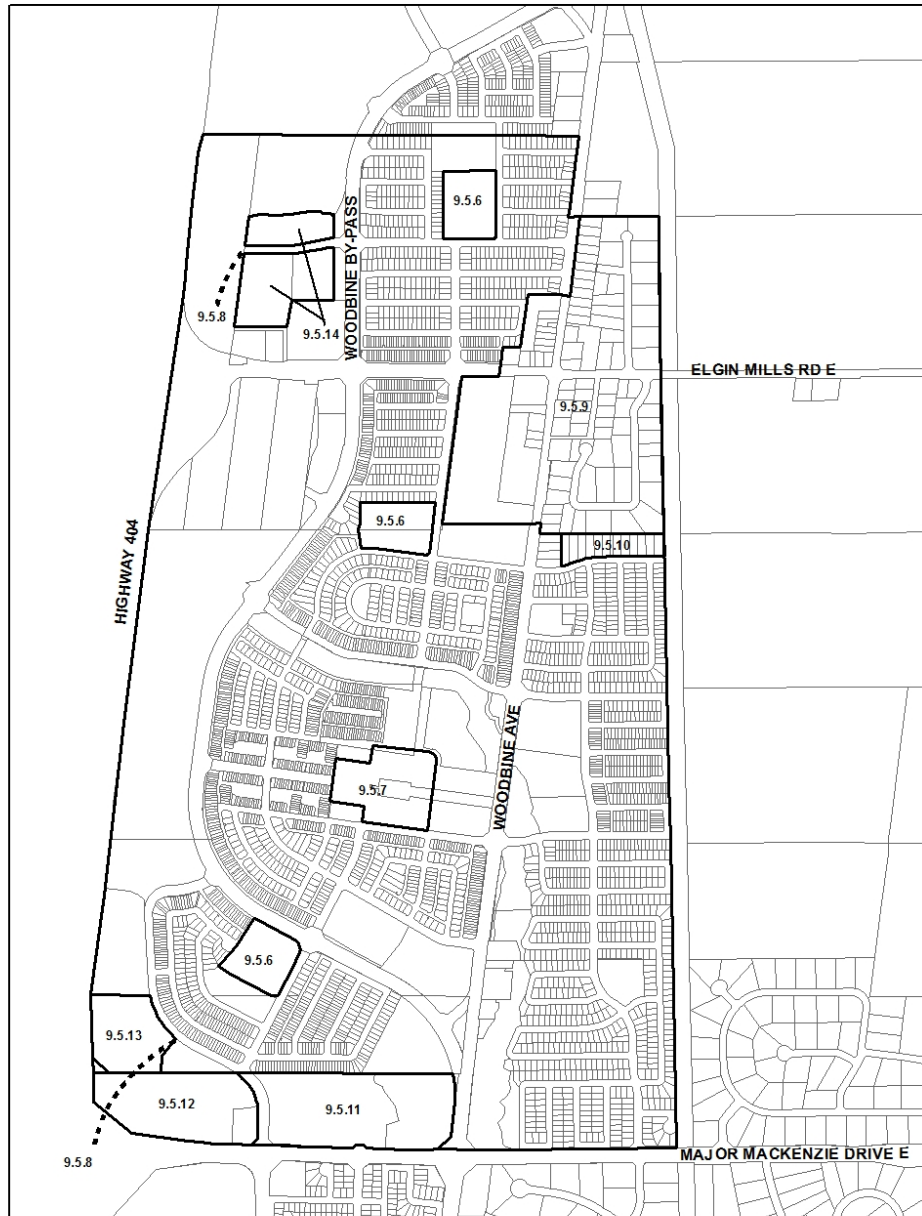 9.5.6
WOODBINE BY-PASS
9.5.8
9.5.14
ELGIN MILLS RD E
9.5.9
9.5.6
9.5.10
HIGHWAY 404
WOODBINE AVE
9.5.7
9.5.6
9.5.13
9.5.12
9.5.11
9.5.8
MAJOR MACKENZIE DRIVE E